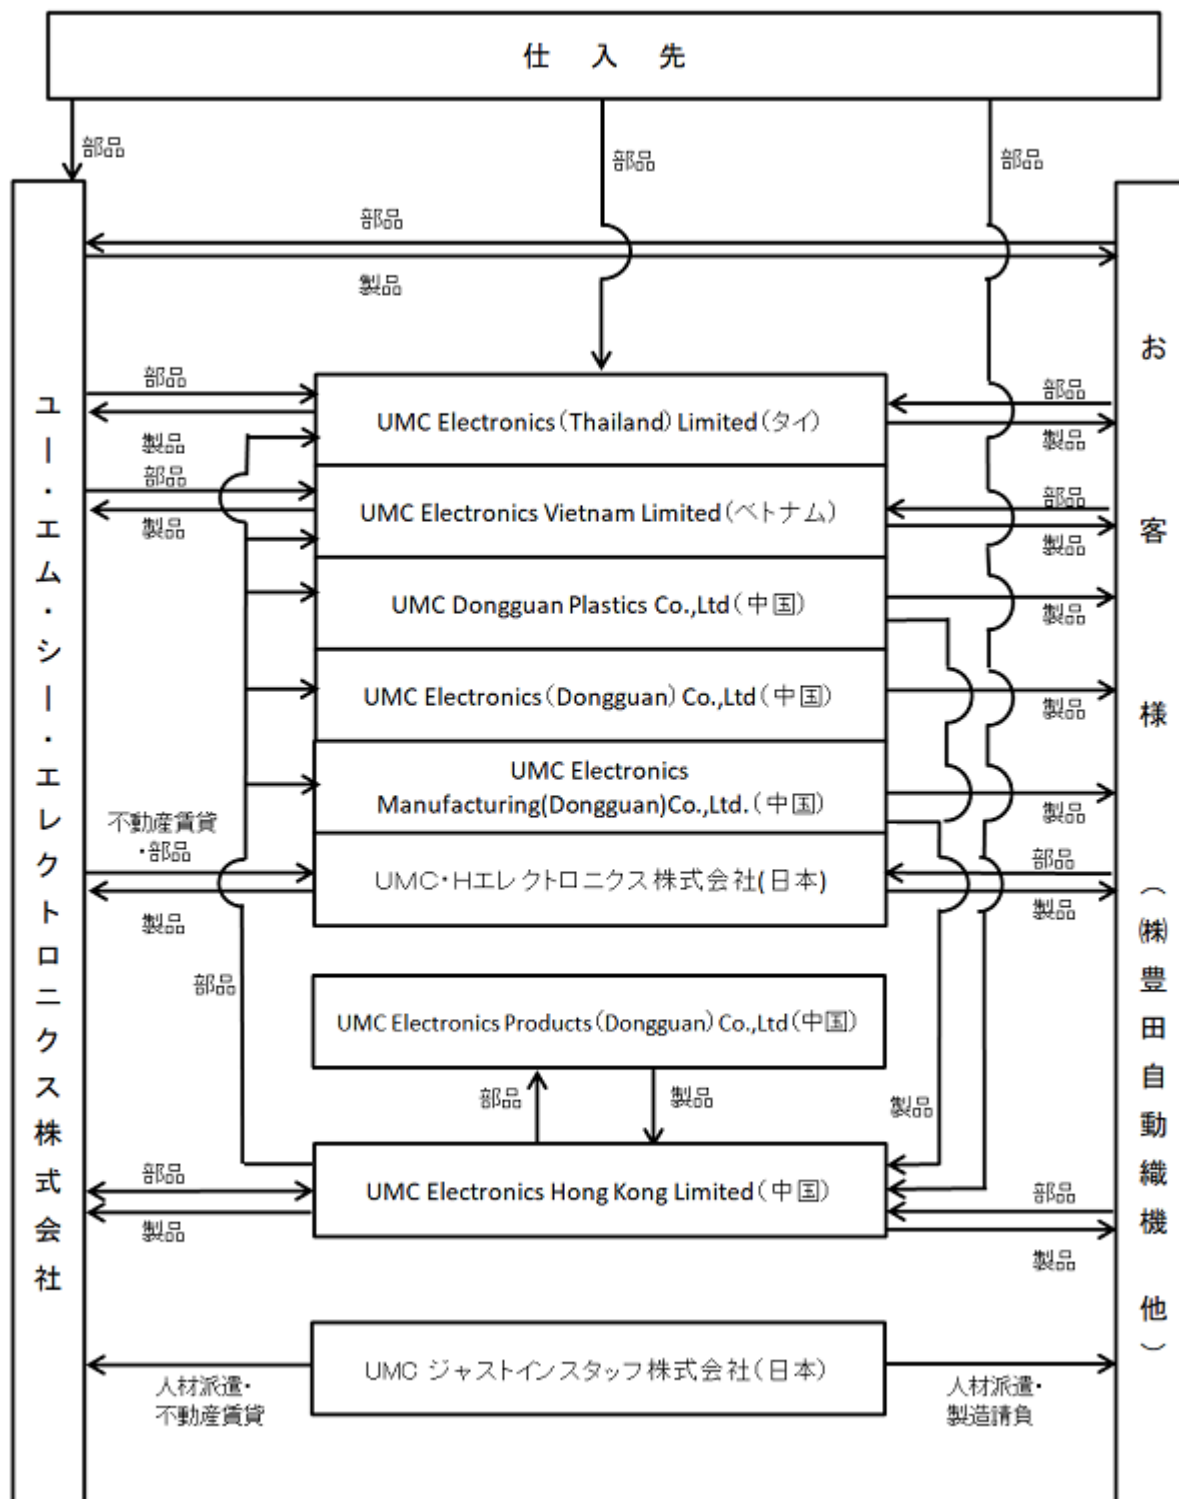 仕 入 先
部品
部品
部品
部品
製品
ユー・エム・シー・エレクトロニクス株式会社
お客様(㈱豊田自動織機 他)
部品
製品
UMC Electronics(Thailand) Limited(タイ)
部品
製品
部品
製品
UMC Electronics Vietnam Limited(ベトナム)
部品
製品
UMC Dongguan Plastics Co.,Ltd(中国)
製品
UMC Electronics(Dongguan) Co.,Ltd(中国)
製品
UMC Electronics
Manufacturing(Dongguan)Co.,Ltd.(中国)
製品
不動産賃貸
・部品
製品
UMC・Hエレクトロニクス株式会社(日本)
部品
製品
部品
UMC Electronics Products(Dongguan) Co.,Ltd(中国)
部品
製品
製品
部品
製品
UMC Electronics Hong Kong Limited(中国)
部品
製品
UMC ジャストインスタッフ株式会社(日本)
人材派遣・
不動産賃貸
人材派遣・
製造請負